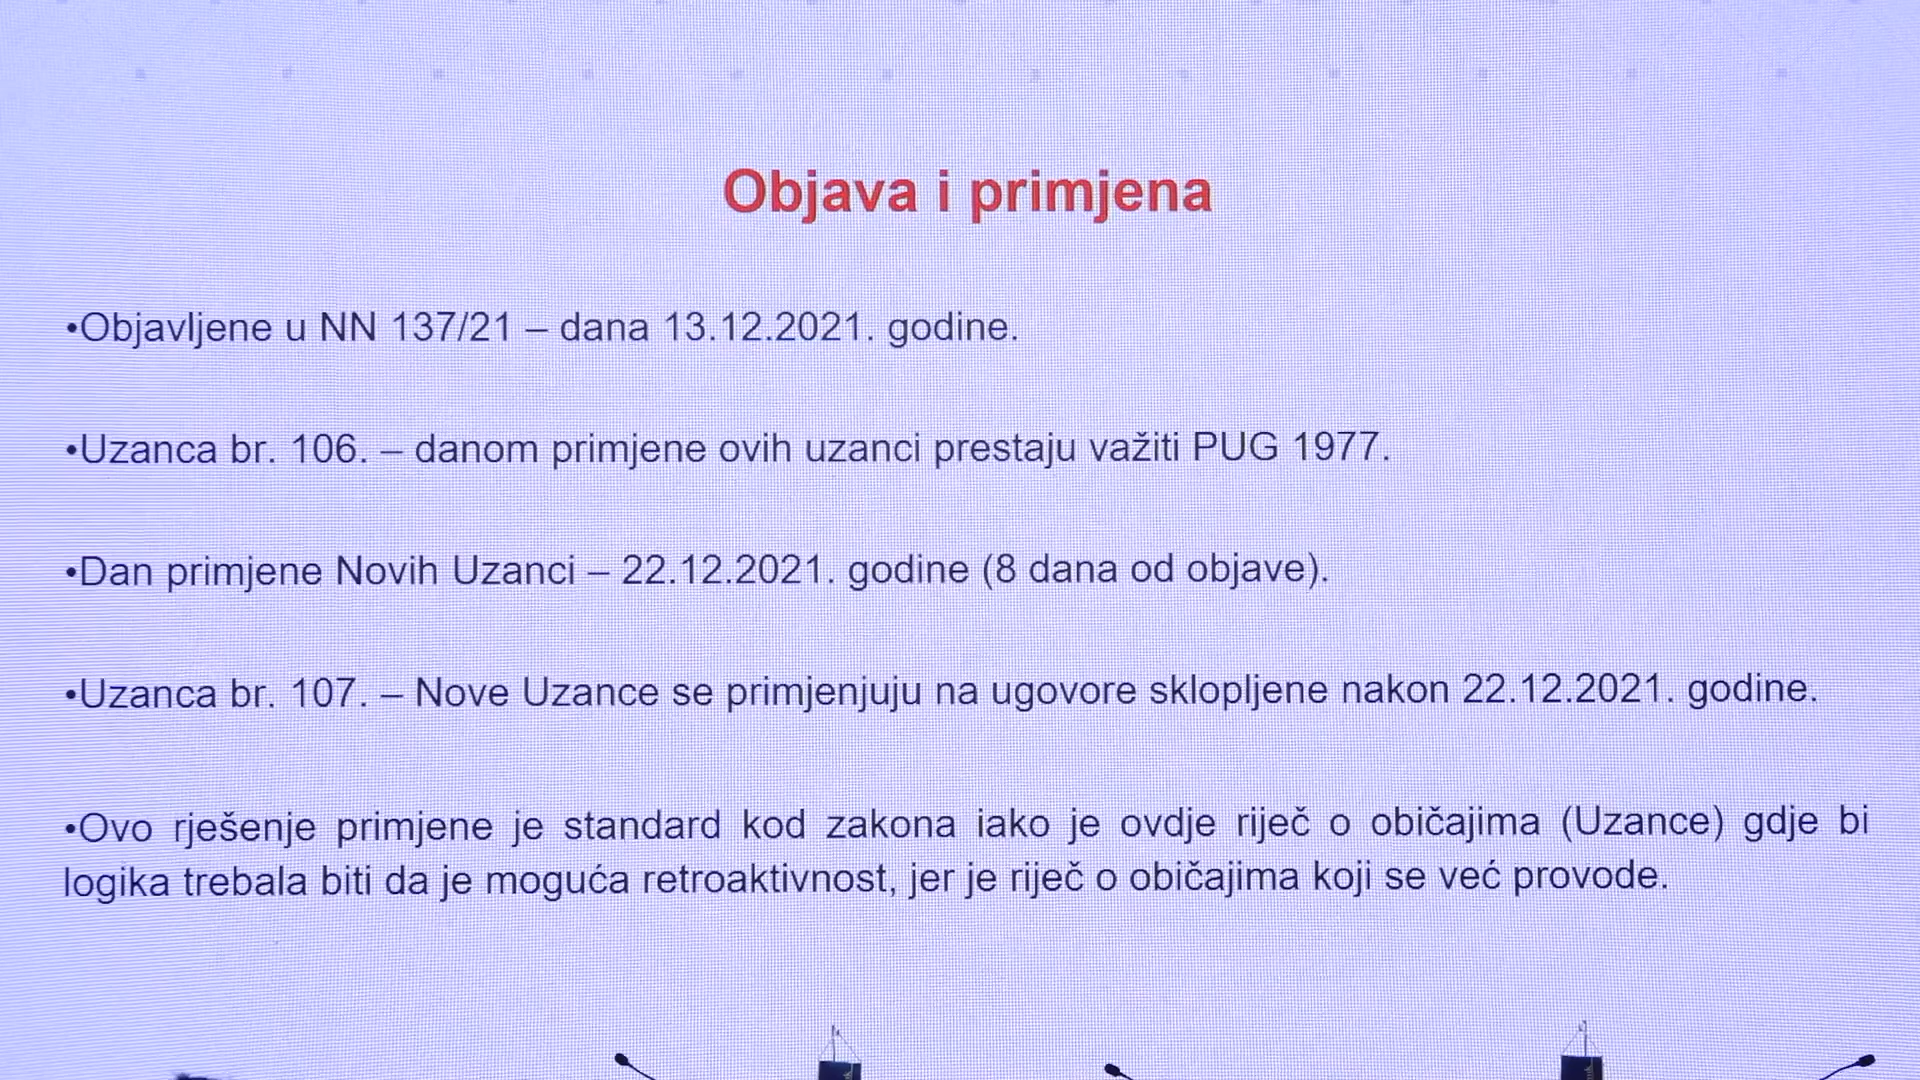 Objava i primjena
•Objavljene u NN 137/21 – dana 13.12.2021. godine.
•Uzanca br. 106. – danom primjene ovih uzanci prestaju važiti PUG 1977.
•Dan primjene Novih Uzanci – 22.12.2021. godine (8 dana od objave).
•Uzanca br. 107. – Nove Uzance se primjenjuju na ugovore sklopljene nakon 22.12.2021. godine.
•Ovo rješenje primjene je standard kod zakona iako je ovdje riječ o običajima (Uzance) gdje bi
logika trebala biti da je moguća retroaktivnost, jer je riječ o običajima koji se već provode.